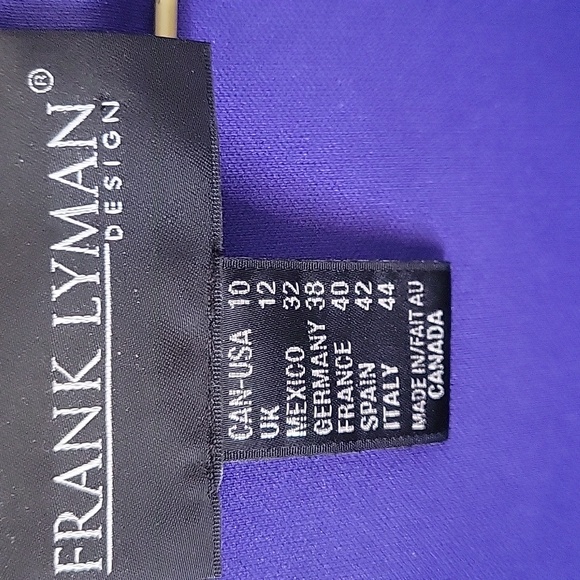 FRANK LYMAN®
DESIGN
CAN-USA 10
UK 12
MEXICO 32
GERMANY 38
FRANCE 40
SPAIN 42
ITALY 44
MADE IN/FAIT AU
CANADA